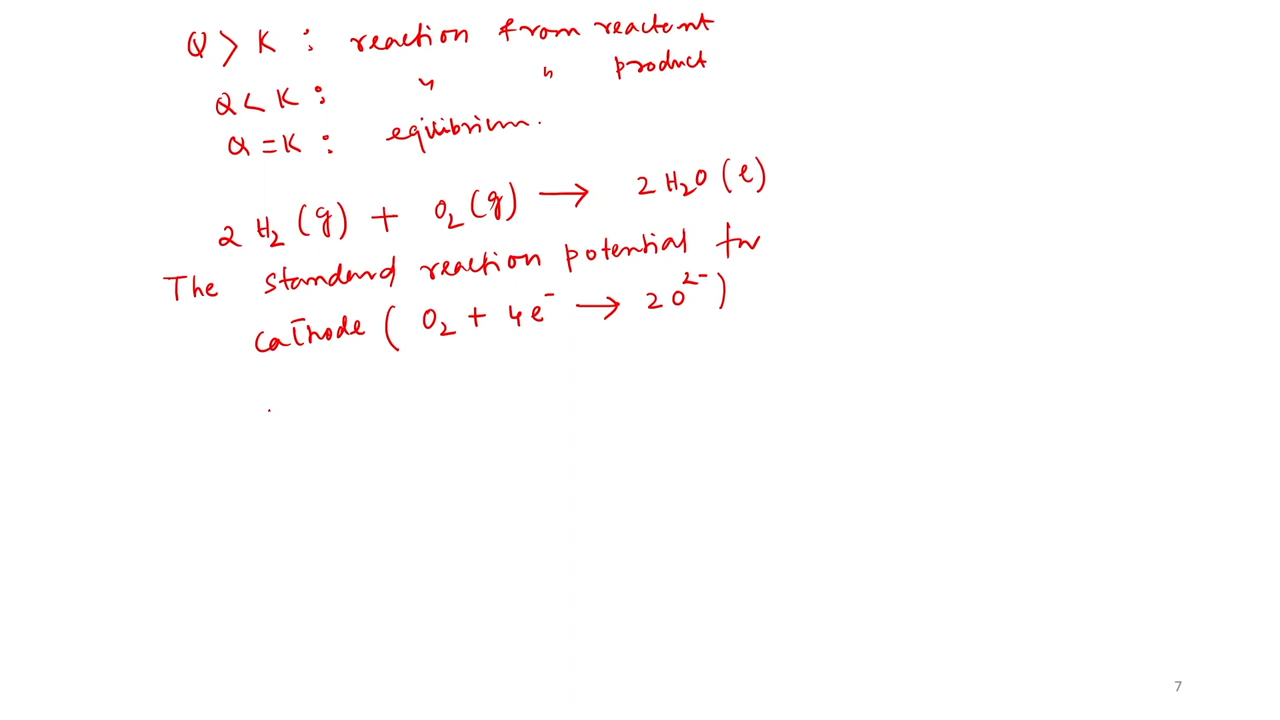 Q > K : reaction from reactent
Q < K : " " product
Q = K : equilibrium.
2 H₂ (g) + O₂ (g) → 2 H₂O (l)
The standard reaction potential for
cathode ( O₂ + 4e⁻ → 2 O²⁻ )
7